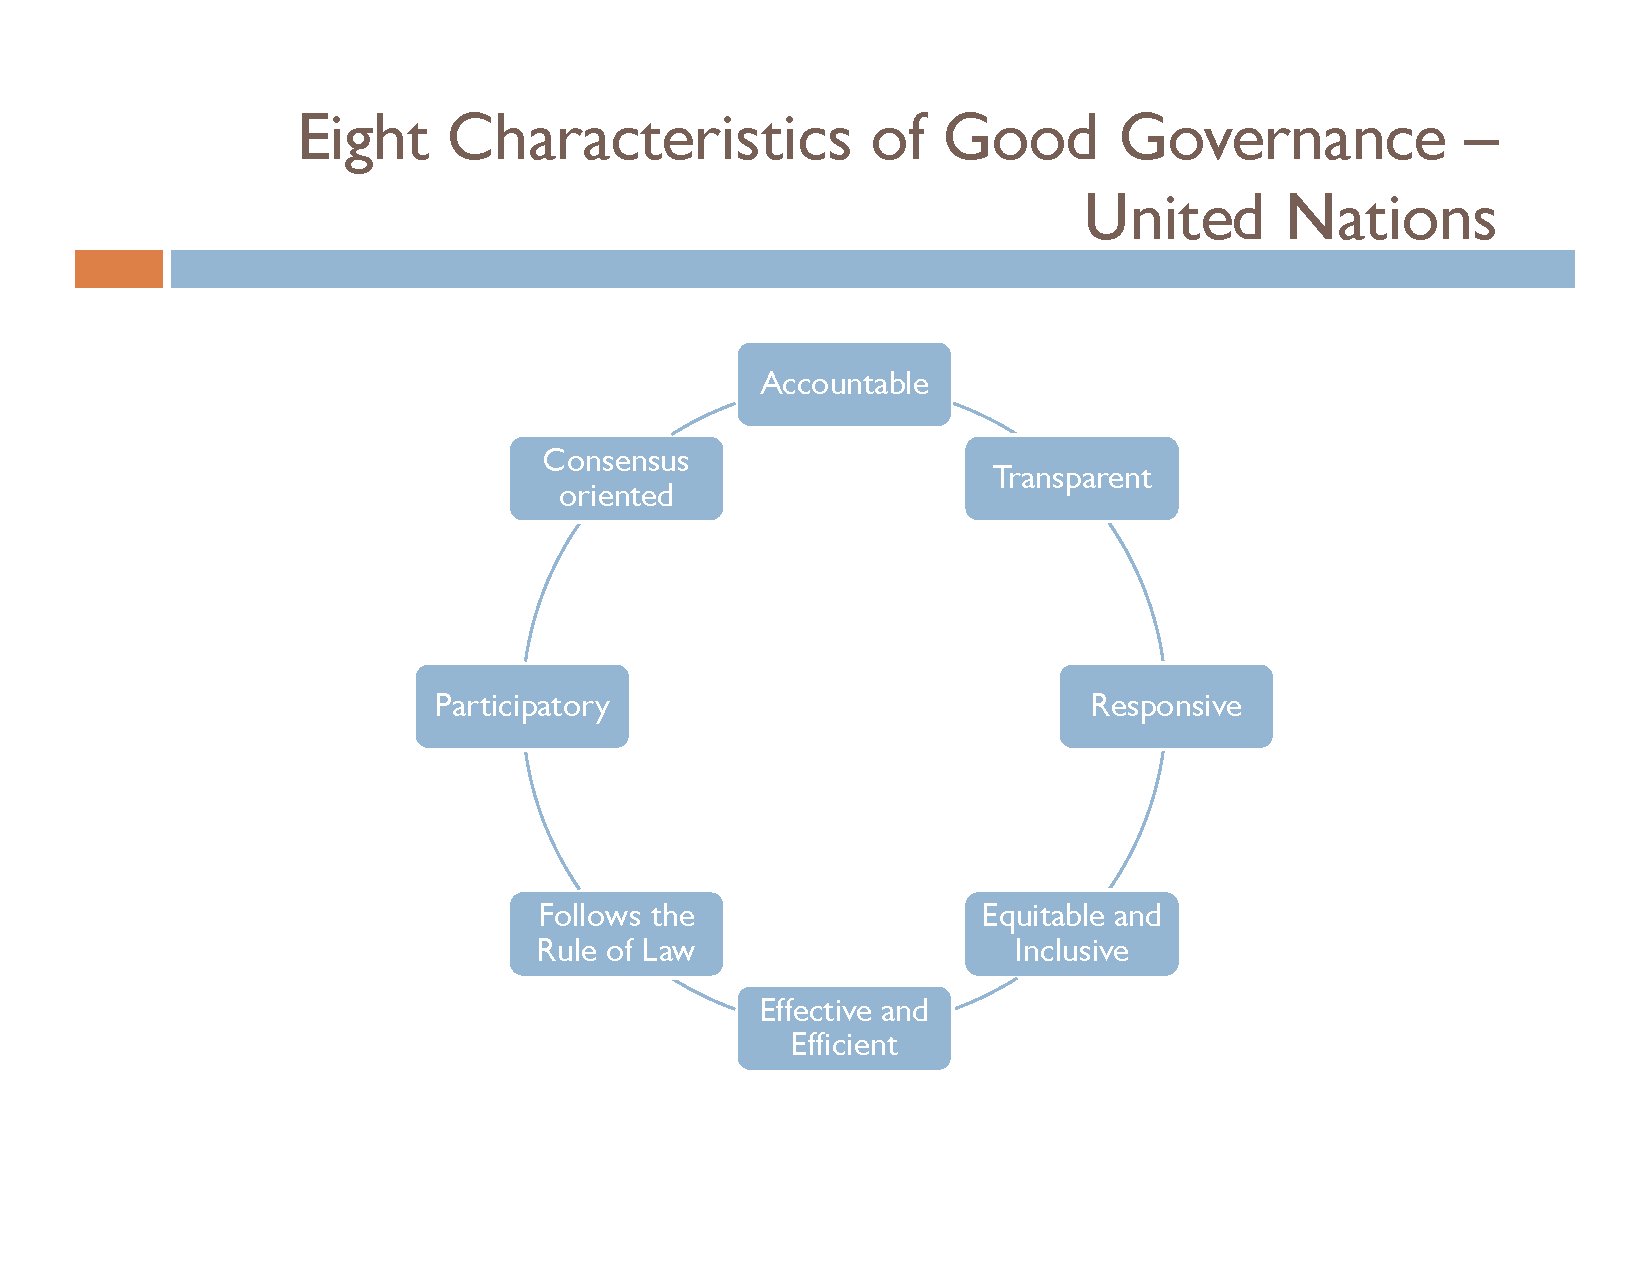 Eight Characteristics of Good Governance –
United Nations
Accountable
Transparent
Responsive
Equitable and
Inclusive
Effective and
Efficient
Follows the
Rule of Law
Participatory
Consensus
oriented